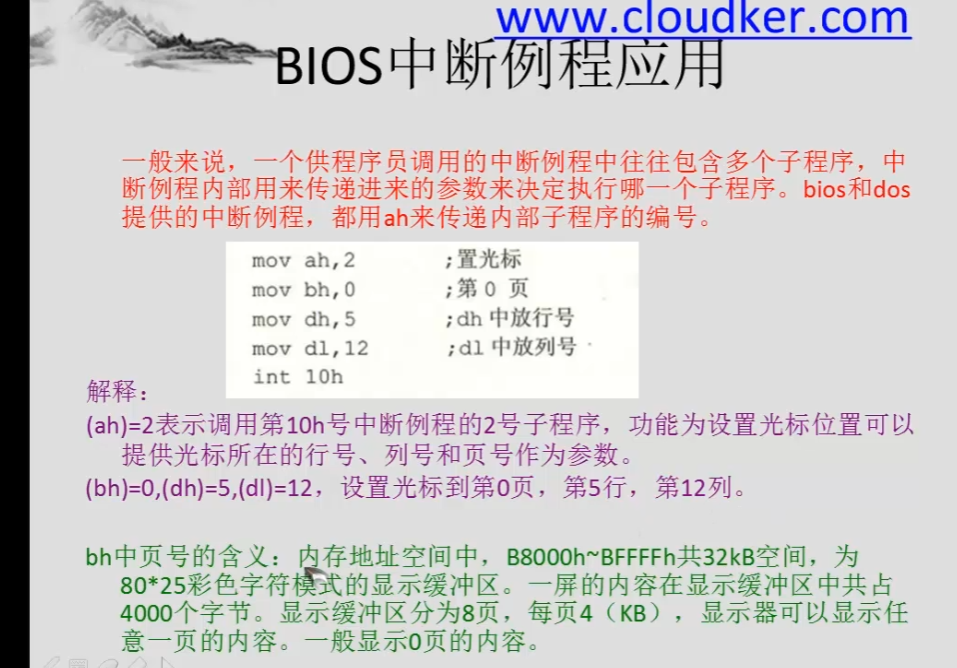 www.cloudker.com
BIOS中断例程应用
一般来说，一个供程序员调用的中断例程中往往包含多个子程序，中
断例程内部用来传递进来的参数来决定执行哪一个子程序。bios和dos
提供的中断例程，都用ah来传递内部子程序的编号。
mov ah,2 ;置光标
mov bh,0 ;第 0 页
mov dh,5 ;dh 中放行号
mov dl,12 ;dl 中放列号
int 10h
解释：
(ah)=2表示调用第10h号中断例程的2号子程序，功能为设置光标位置可以
提供光标所在的行号、列号和页号作为参数。
(bh)=0,(dh)=5,(dl)=12，设置光标到第0页，第5行，第12列。
bh中页号的含义：内存地址空间中，B8000h~BFFFFh共32kB空间，为
80*25彩色字符模式的显示缓冲区。一屏的内容在显示缓冲区中共占
4000个字节。显示缓冲区分为8页，每页4（KB），显示器可以显示任
意一页的内容。一般显示0页的内容。